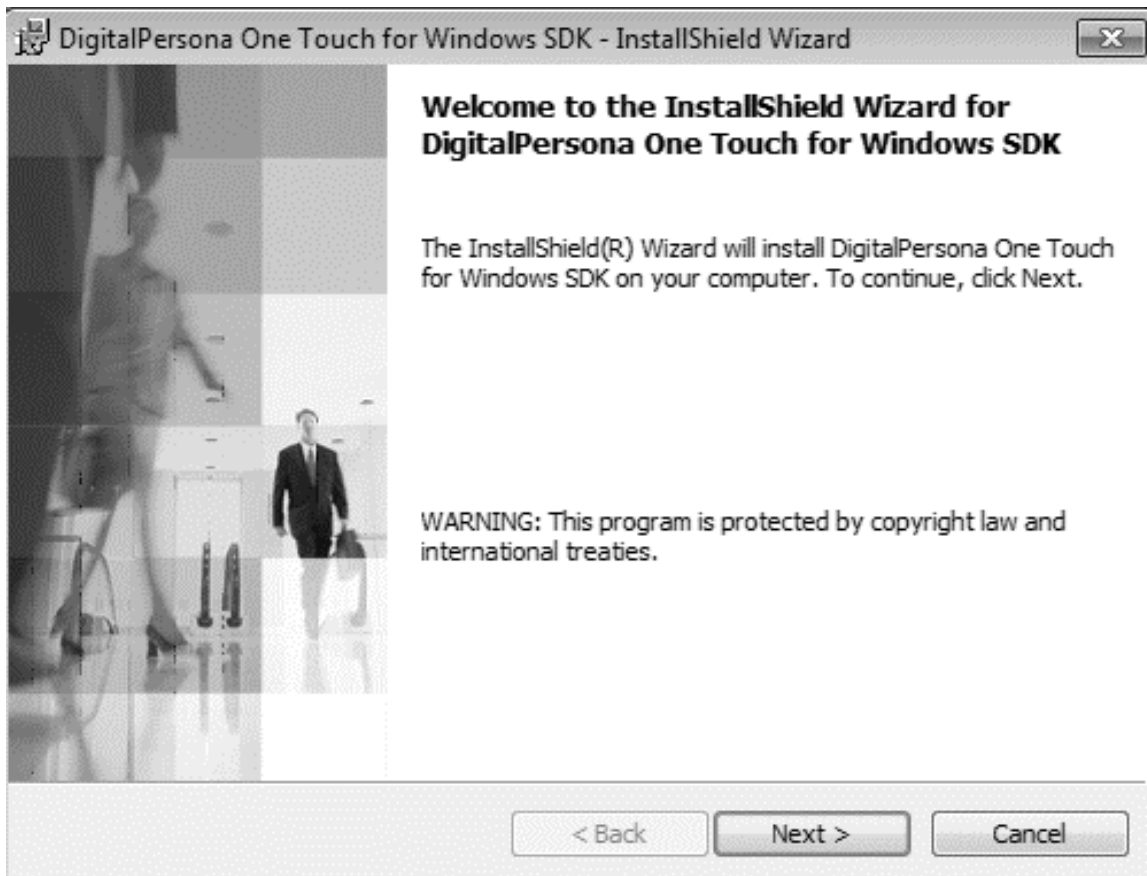 DigitalPersona One Touch for Windows SDK - InstallShield Wizard
Welcome to the InstallShield Wizard for
DigitalPersona One Touch for Windows SDK
The InstallShield(R) Wizard will install DigitalPersona One Touch
for Windows SDK on your computer. To continue, click Next.
WARNING: This program is protected by copyright law and
international treaties.
< Back
Next >
Cancel